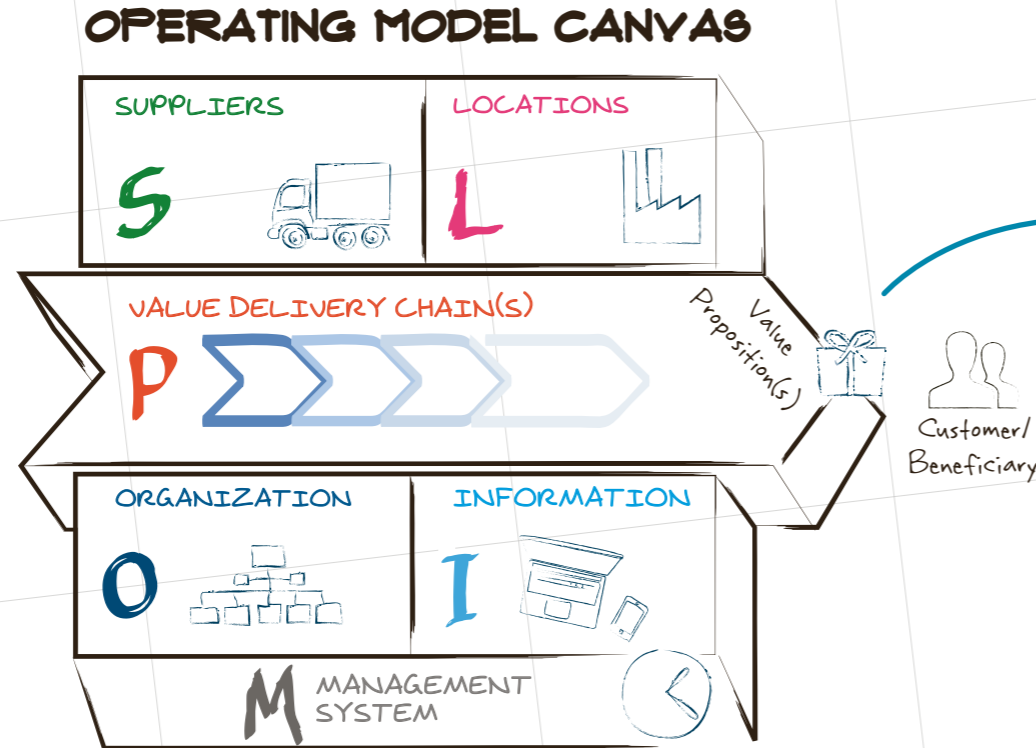 OPERATING MODEL CANVAS
SUPPLIERS
S
LOCATIONS
L
VALUE DELIVERY CHAIN(S)
P
Value
Proposition(s)
Customer/
Beneficiary
ORGANIZATION
O
INFORMATION
I
M
MANAGEMENT
SYSTEM